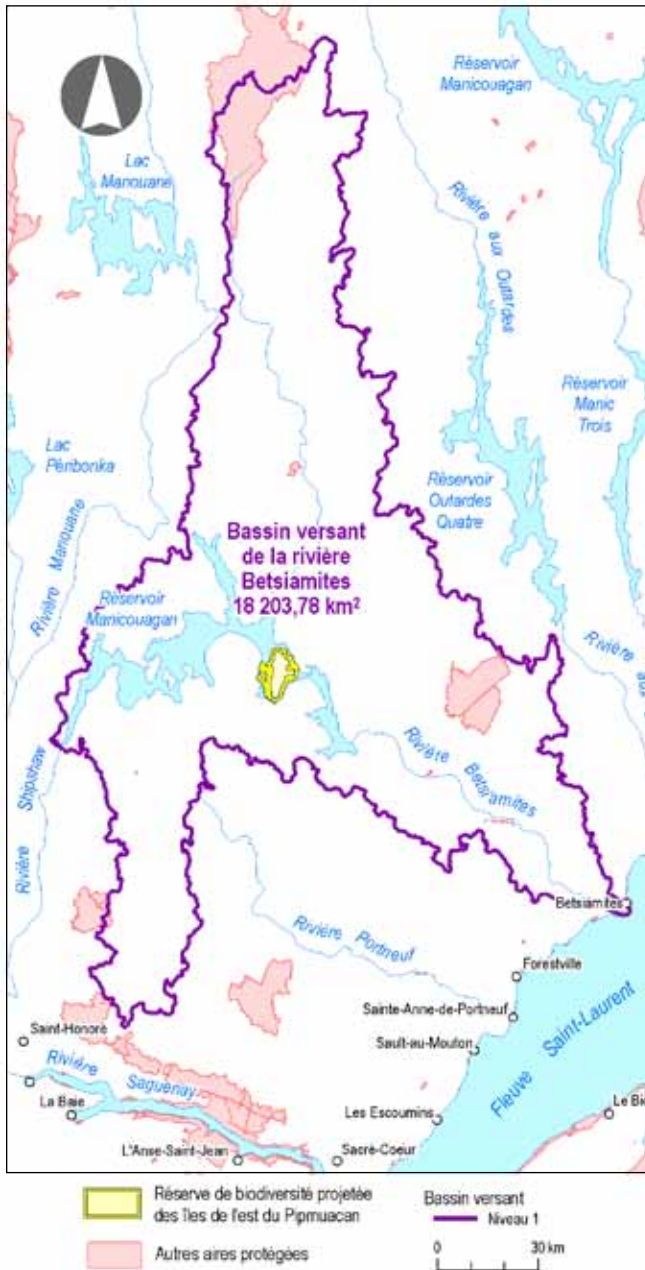 Réservoir
Manicouagan
Lac
Manouane
Rivière aux Outardes
Réservoir
Manic
Trois
Lac
Péribonka
Réservoir
Outardes
Quatre
Rivière Manouane
Bassin versant
de la rivière
Betsiamites
18 203,78 km²
Réservoir
Manicouagan
Rivière aux
Rivière Shipshaw
Rivière Betsiamites
Betsiamites
Rivière Portneuf
Forestville
Sainte-Anne-de-Portneuf
Saint-Honoré
Sault-au-Mouton
Fleuve Saint-Laurent
Rivière Saguenay
La Baie
Les Escoumins
Le Bic
L'Anse-Saint-Jean
Sacré-Coeur
Réserve de biodiversité projetée
des îles de l'est du Pipmuacan
Autres aires protégées
Bassin versant
Niveau 1
0 30 km